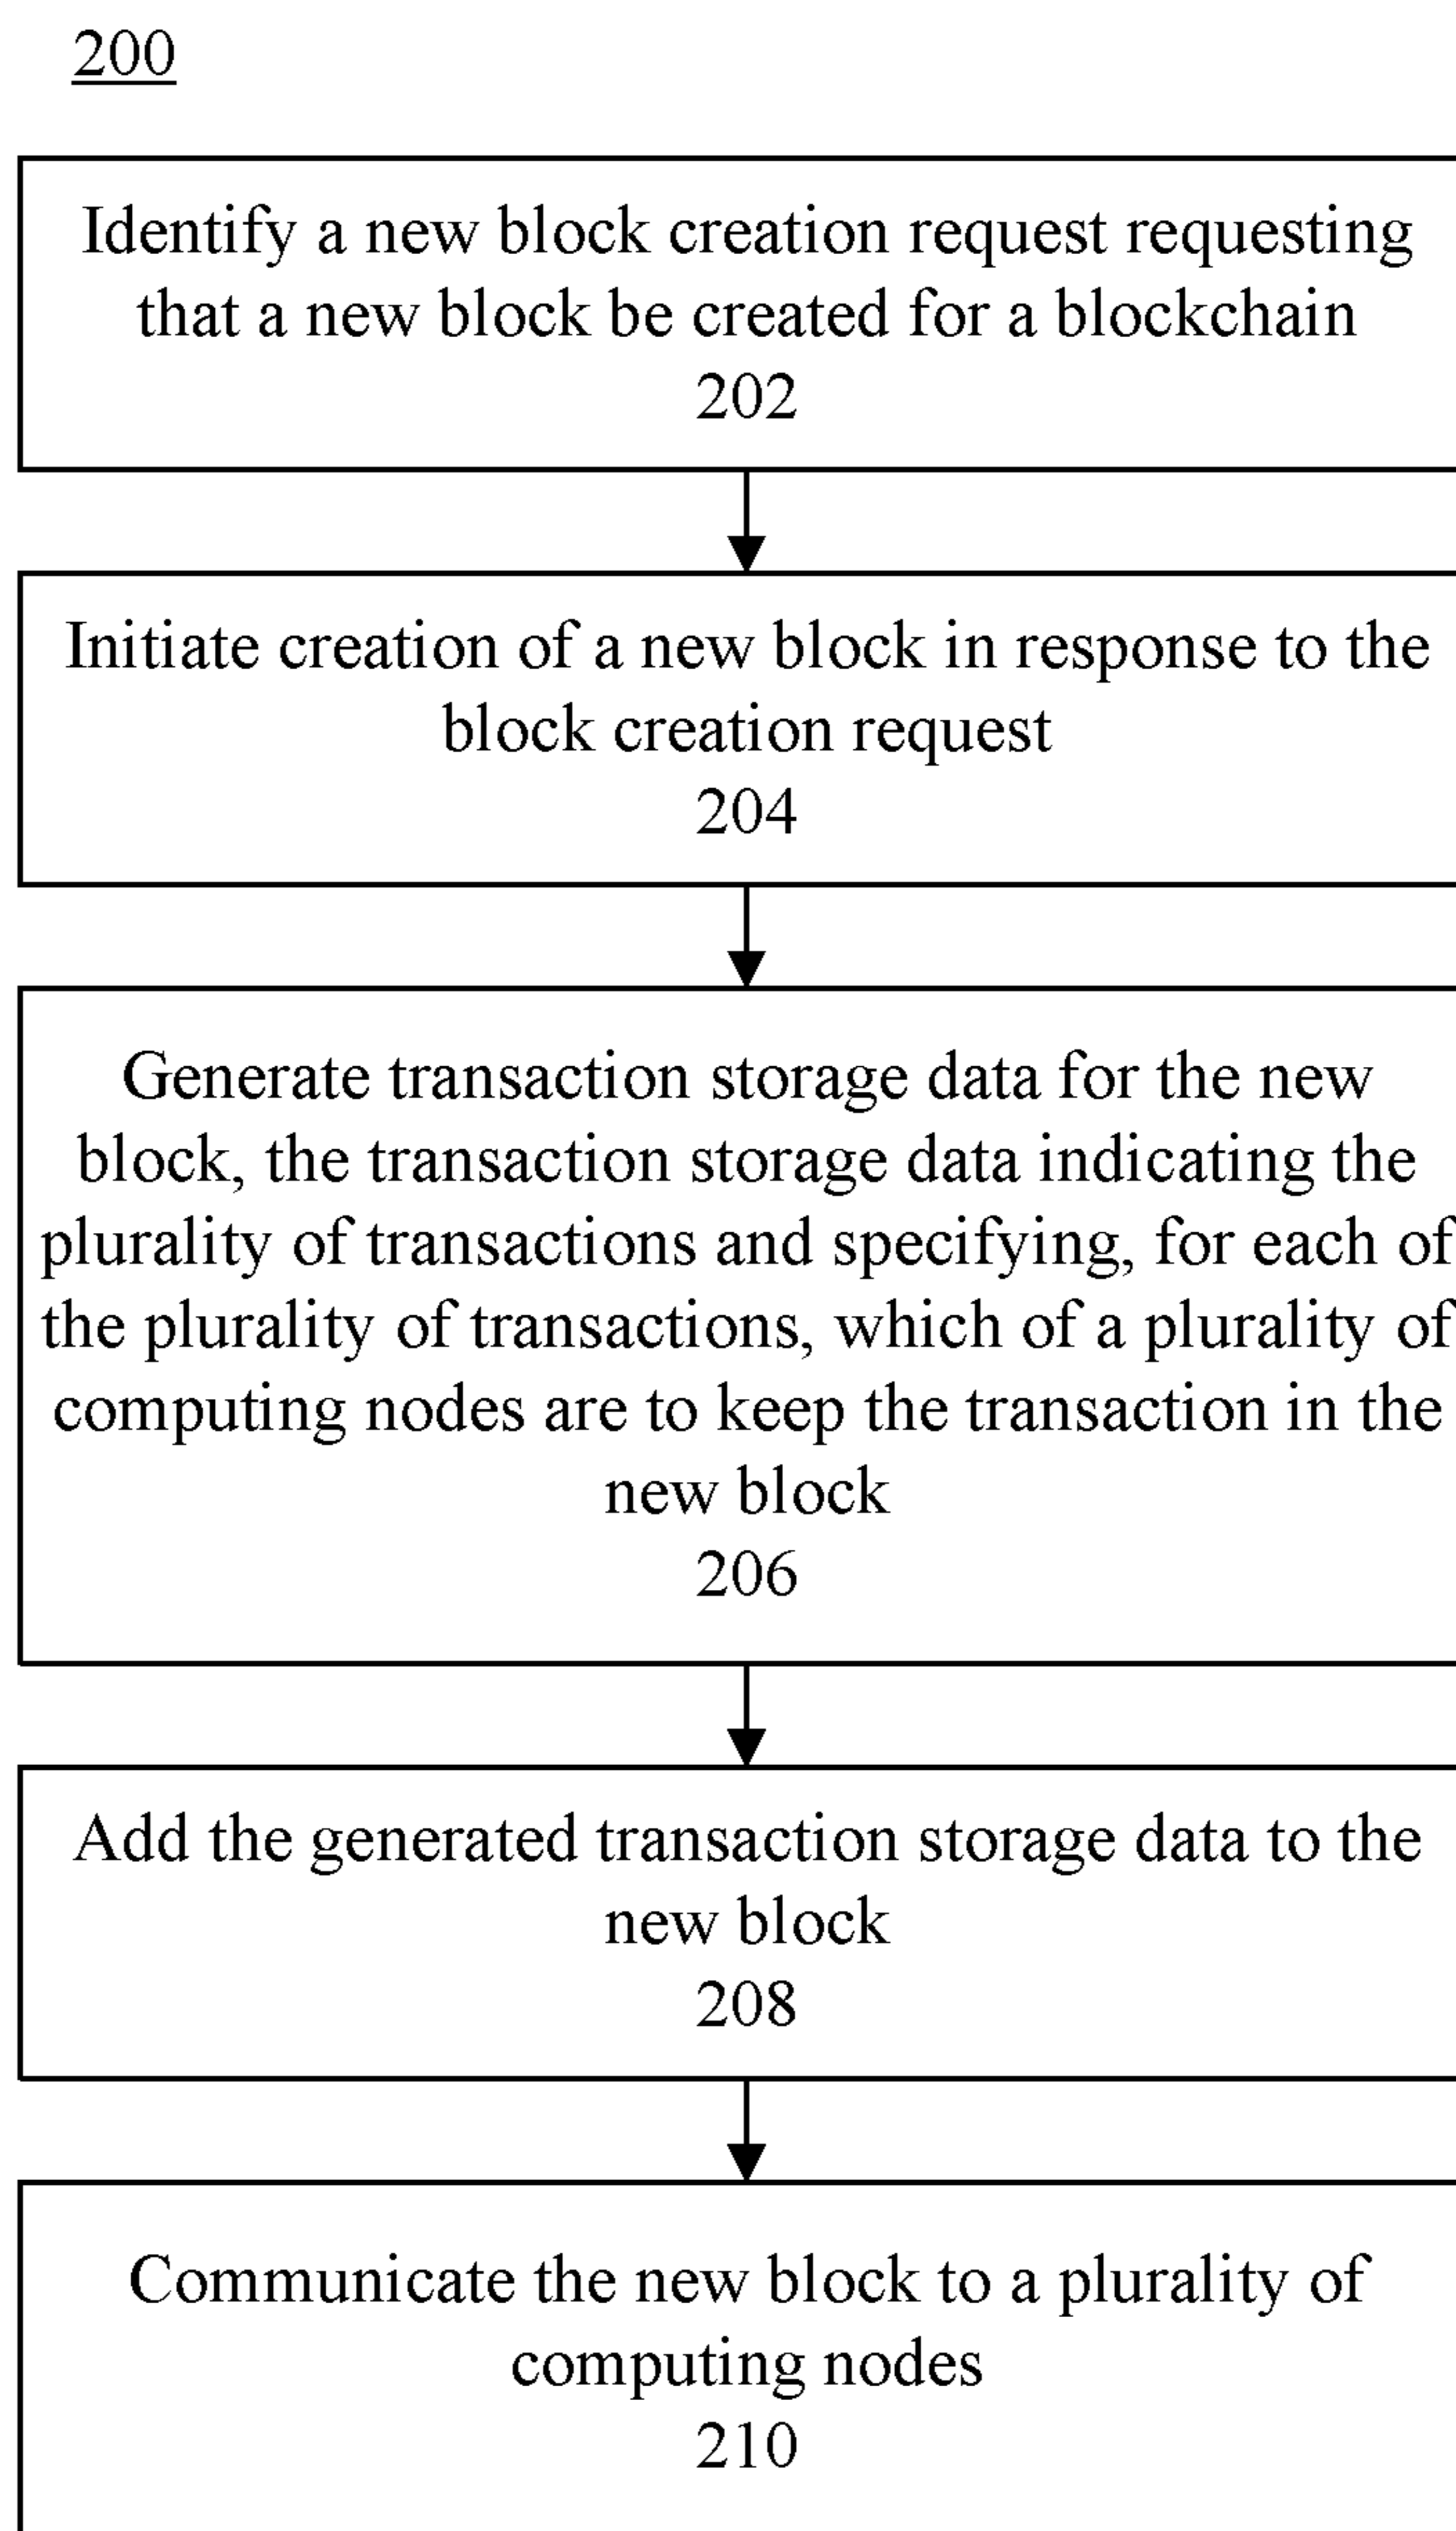 200
Identify a new block creation request requesting
that a new block be created for a blockchain
202
Initiate creation of a new block in response to the
block creation request
204
Generate transaction storage data for the new
block, the transaction storage data indicating the
plurality of transactions and specifying, for each of
the plurality of transactions, which of a plurality of
computing nodes are to keep the transaction in the
new block
206
Add the generated transaction storage data to the
new block
208
Communicate the new block to a plurality of
computing nodes
210